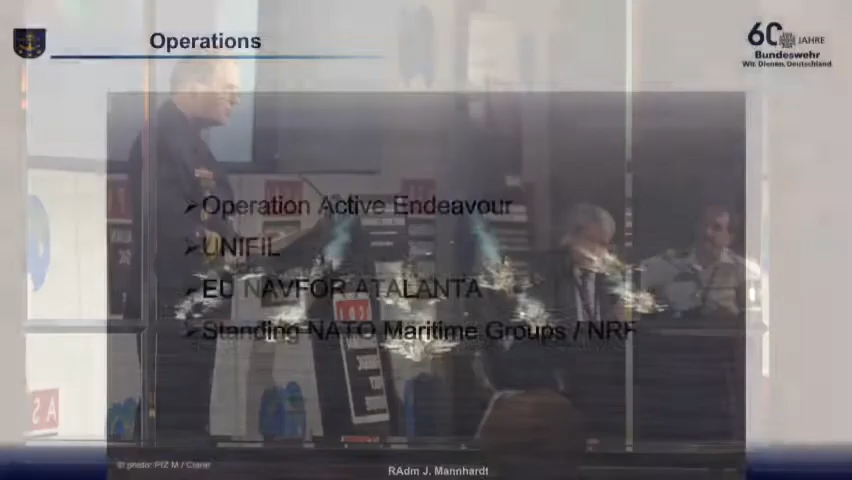 Operations
60 JAHRE
Bundeswehr
Wir. Dienen. Deutschland
➢Operation Active Endeavour
➢UNIFIL
➢EU NAVFOR ATALANTA
➢Standing NATO Maritime Groups / NRF
© photo: PIZ M /
RAdm J. Mannhardt